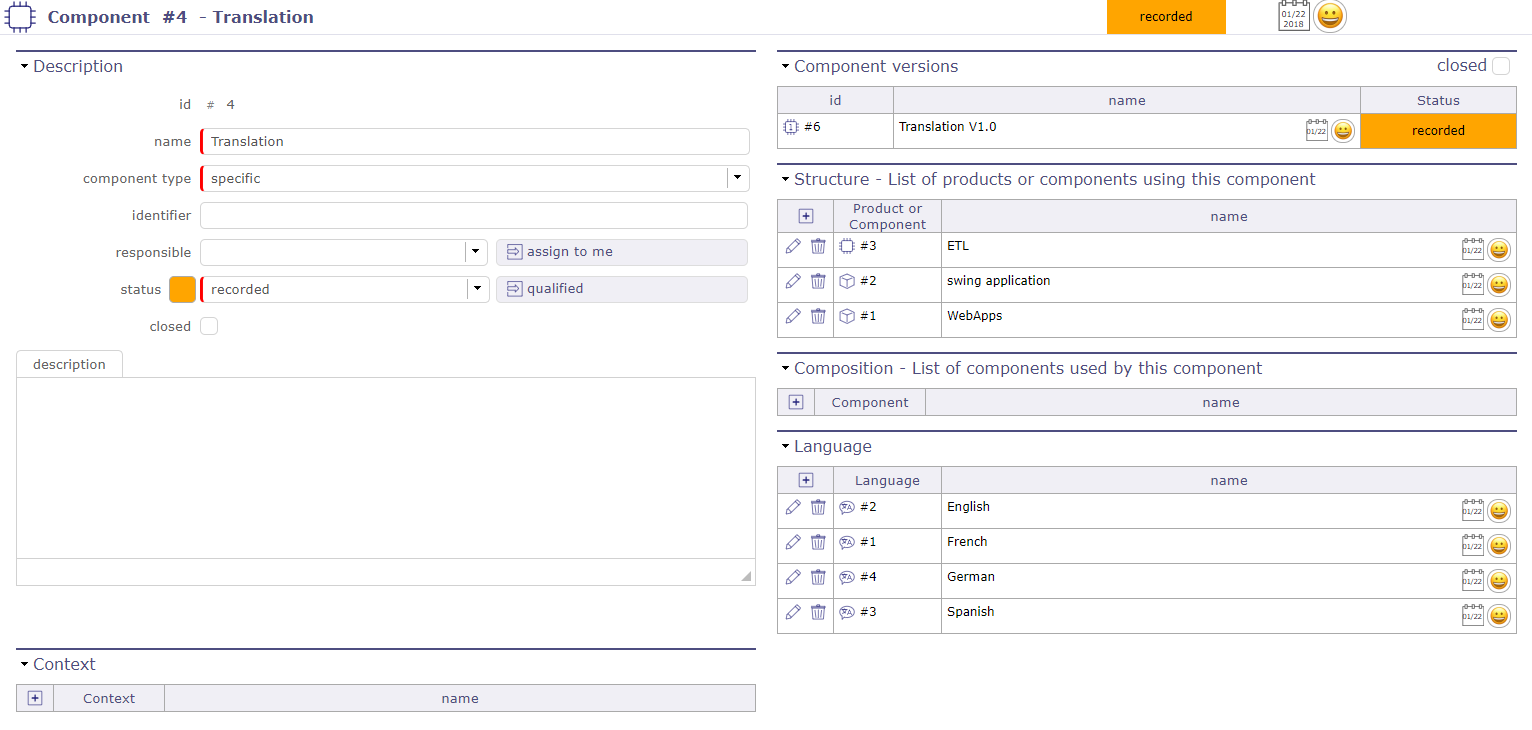 Component #4 - Translation
recorded
01/22
2018
Description
id # 4
name Translation
component type specific
identifier
responsible assign to me
status recorded qualified
closed
description
Context
Context name
Component versions closed
id name Status
#6 Translation V1.0 01/22 recorded
Structure - List of products or components using this component
Product or
Component
name
#3 ETL 01/22
#2 swing application 01/22
#1 WebApps 01/22
Composition - List of components used by this component
Component name
Language
Language name
#2 English 01/22
#1 French 01/22
#4 German 01/22
#3 Spanish 01/22